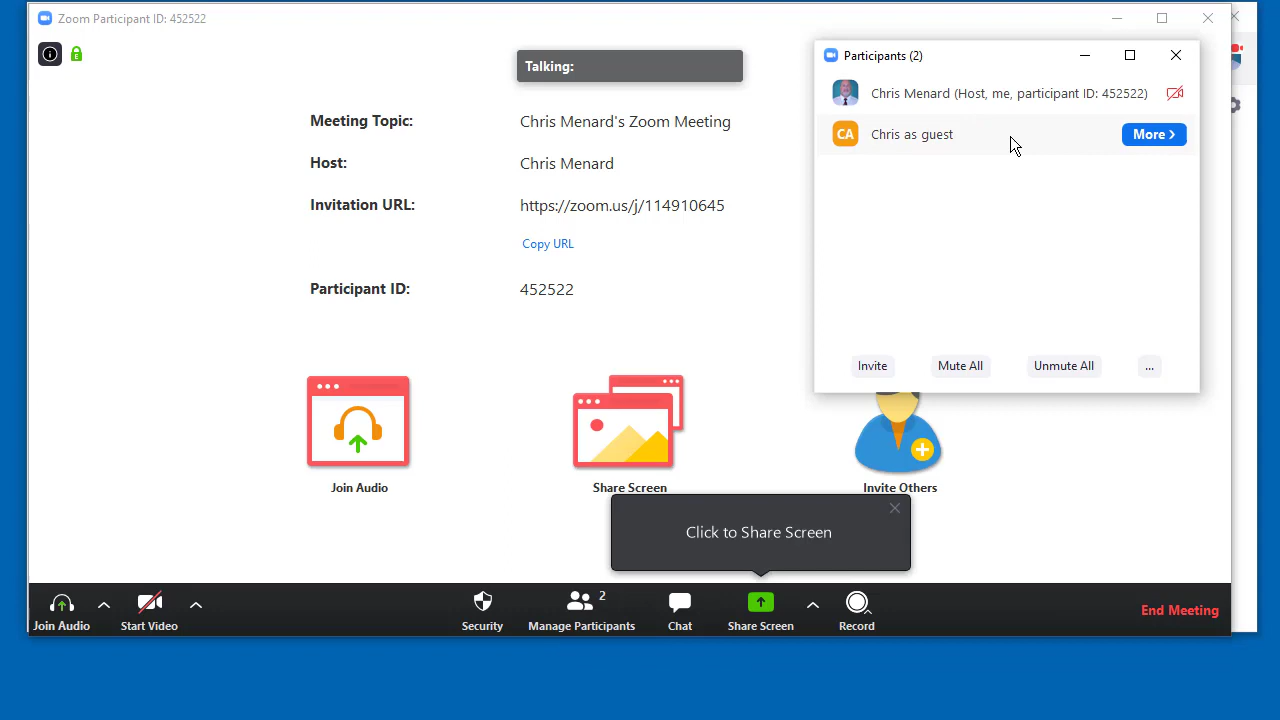 Zoom Participant ID: 452522
Talking:
Meeting Topic: Chris Menard's Zoom Meeting
Host: Chris Menard
Invitation URL: https://zoom.us/j/114910645
Copy URL
Participant ID: 452522
Join Audio
Share Screen
Invite Others
Click to Share Screen
Participants (2)
Chris Menard (Host, me, participant ID: 452522)
CA Chris as guest More >
Invite Mute All Unmute All ...
Join Audio Start Video Security Manage Participants 2 Chat Share Screen Record End Meeting